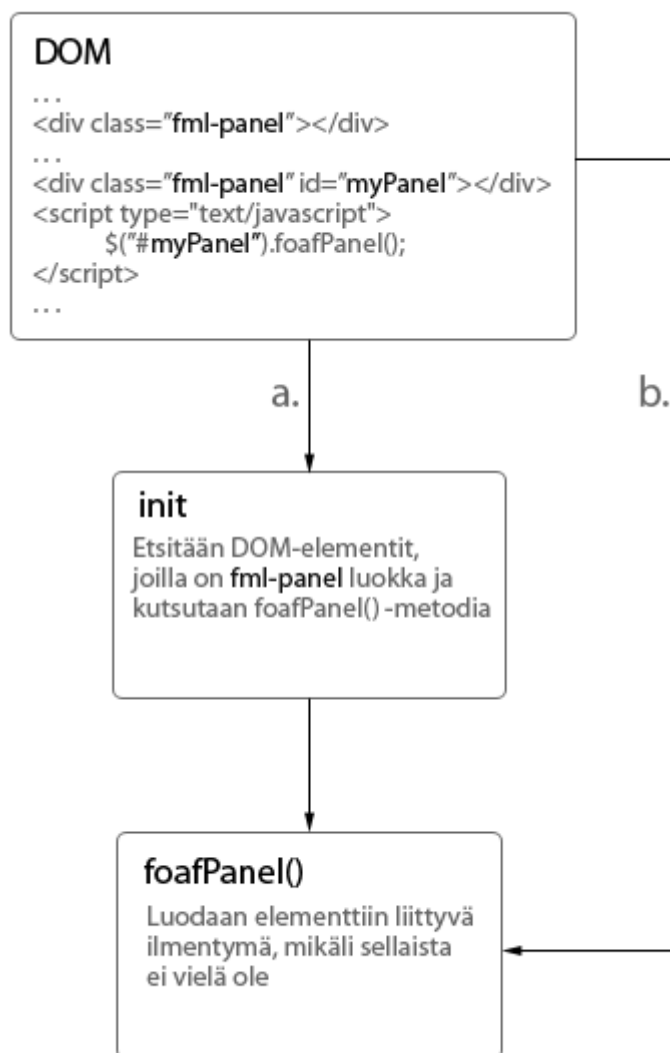 DOM
...
<div class=”fml-panel”></div>
...
<div class=”fml-panel” id=”myPanel”></div>
<script type="text/javascript">
$(”#myPanel”).foafPanel();
</script>
...
a.
b.
init
Etsitään DOM-elementit,
joilla on fml-panel luokka ja
kutsutaan foafPanel() -metodia
foafPanel()
Luodaan elementtiin liittyvä
ilmentymä, mikäli sellaista
ei vielä ole